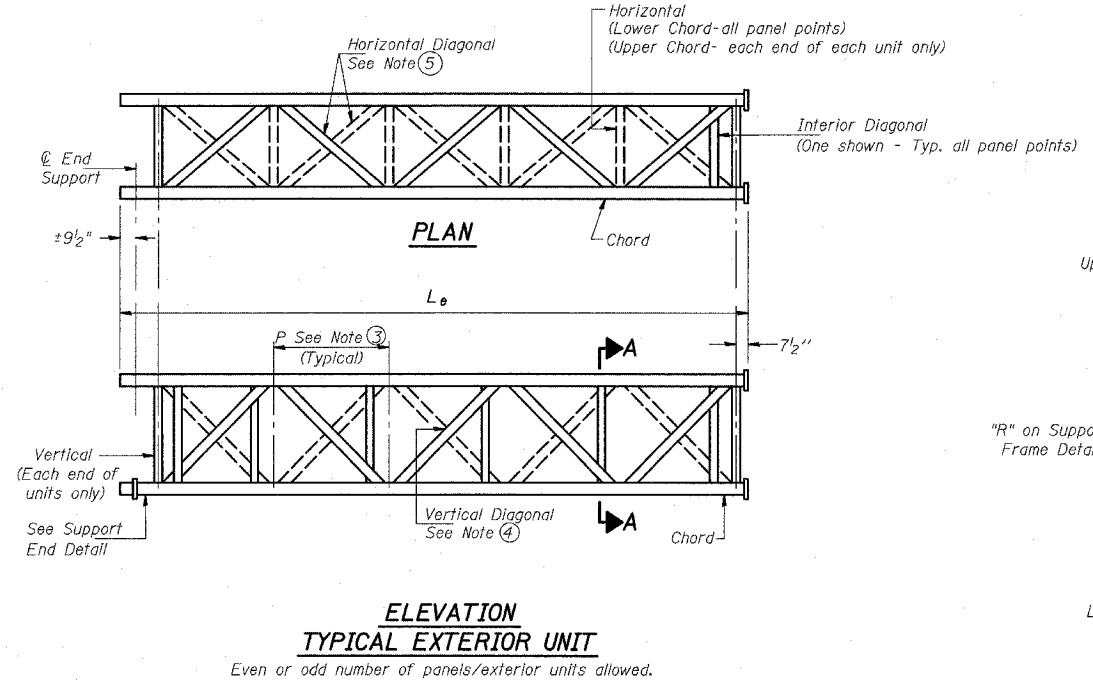 Horizontal
(Lower Chord-all panel points)
(Upper Chord- each end of each unit only)
Horizontal Diagonal
See Note 5
Interior Diagonal
(One shown - Typ. all panel points)
℄ End
Support
±9½"
PLAN
Chord
Up
Le
P See Note 3
(Typical)
A
7½"
"R" on Suppo
Frame Detai
Vertical
(Each end of
units only)
Vertical Diagonal
See Note 4
A
Chord
See Support
End Detail
L
ELEVATION
TYPICAL EXTERIOR UNIT
Even or odd number of panels/exterior units allowed.